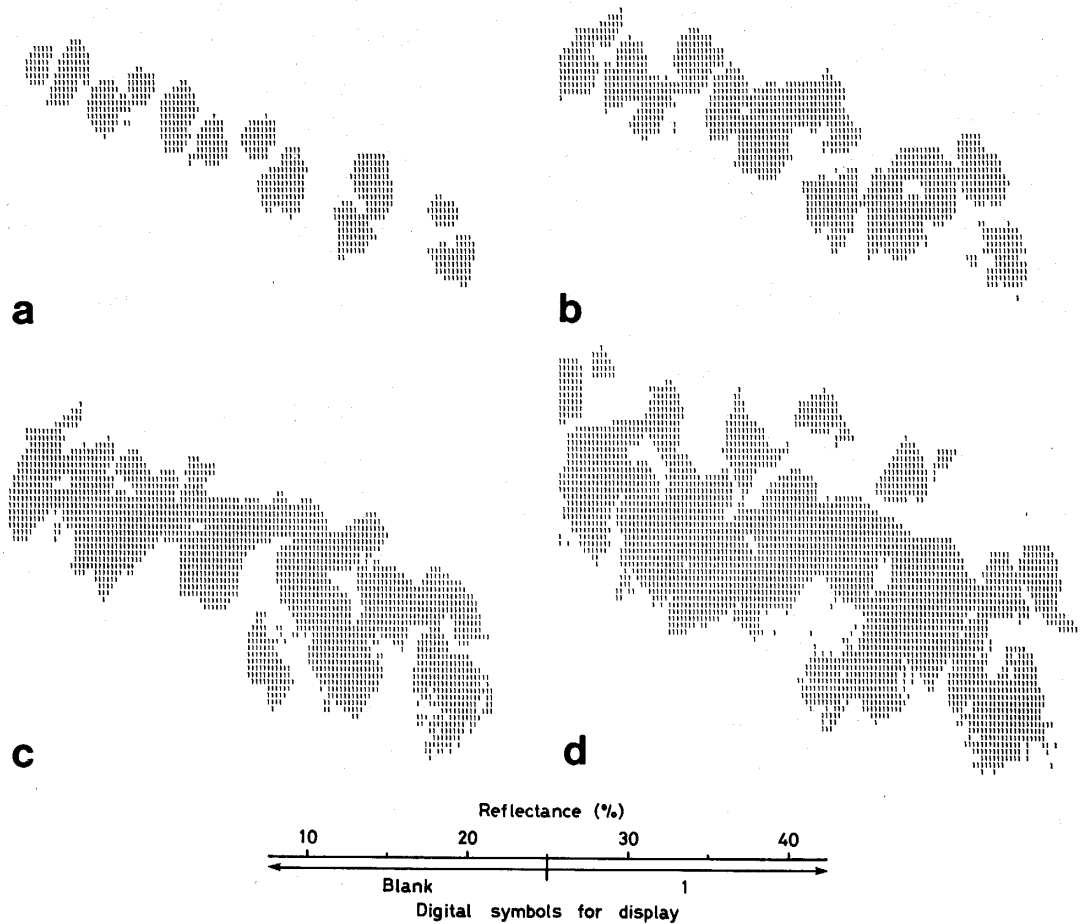 a
b
c
d
Reflectance (%)
10 20 30 40
Blank 1
Digital symbols for display